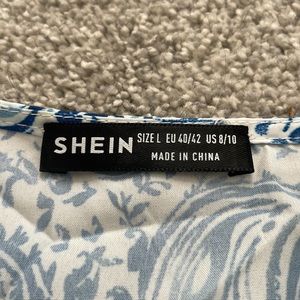 SHEIN
SIZE L EU 40/42 US 8/10
MADE IN CHINA